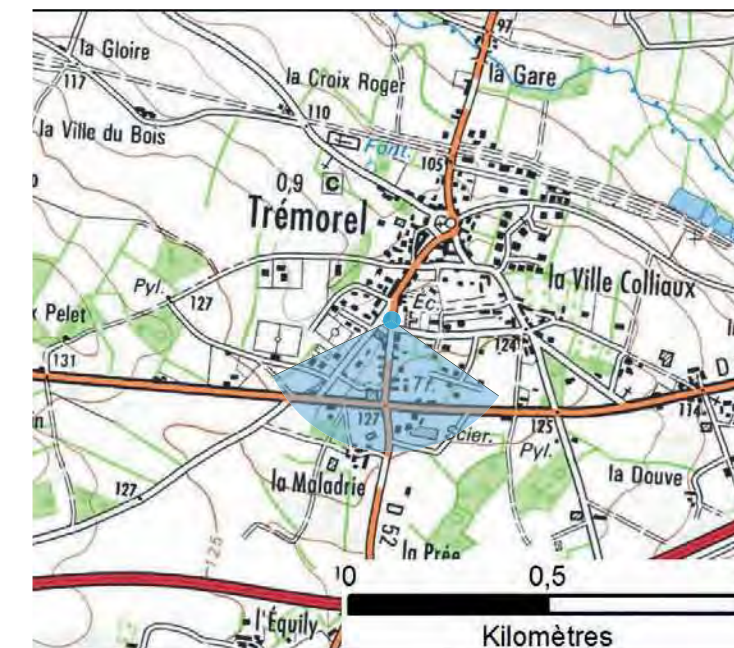 97
la Gloire
la Gare
117
la Croix Roger
110
la Ville du Bois
Font.
105
0,9 C
Trémorel
la Ville Colliaux
Pyl.
127
Ec.
x Pelet
124
131
Tr.
D
127
114
125
Scier.
Pyl.
la Maladrie
la Douve
127
D 52
125
la Prée
0 0,5
l'Équily
Kilomètres